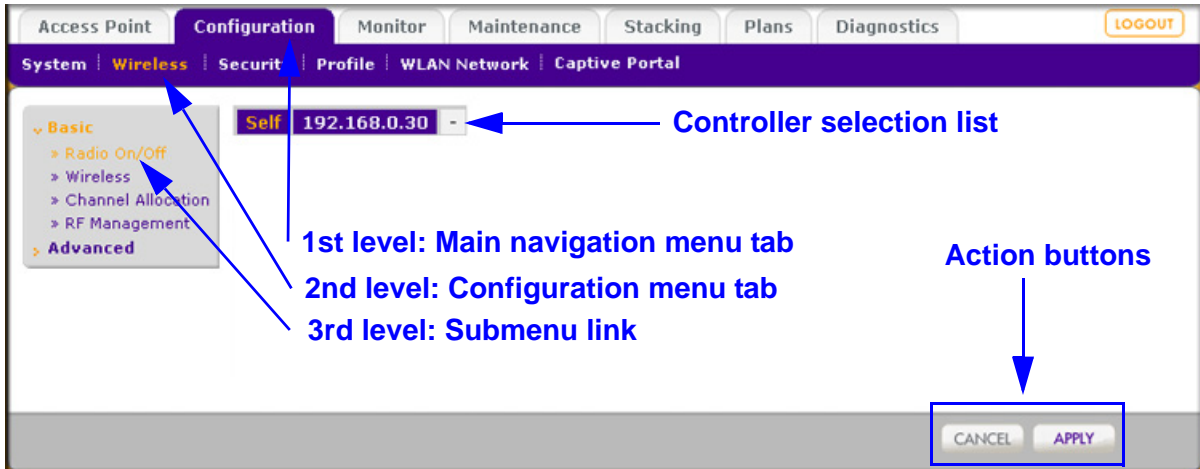 Access Point Configuration Monitor Maintenance Stacking Plans Diagnostics LOGOUT
System Wireless Securit Profile WLAN Network Captive Portal
Basic
» Radio On/Off
» Wireless
» Channel Allocation
» RF Management
Advanced
Self 192.168.0.30 -
Controller selection list
1st level: Main navigation menu tab
2nd level: Configuration menu tab
3rd level: Submenu link
Action buttons
CANCEL APPLY